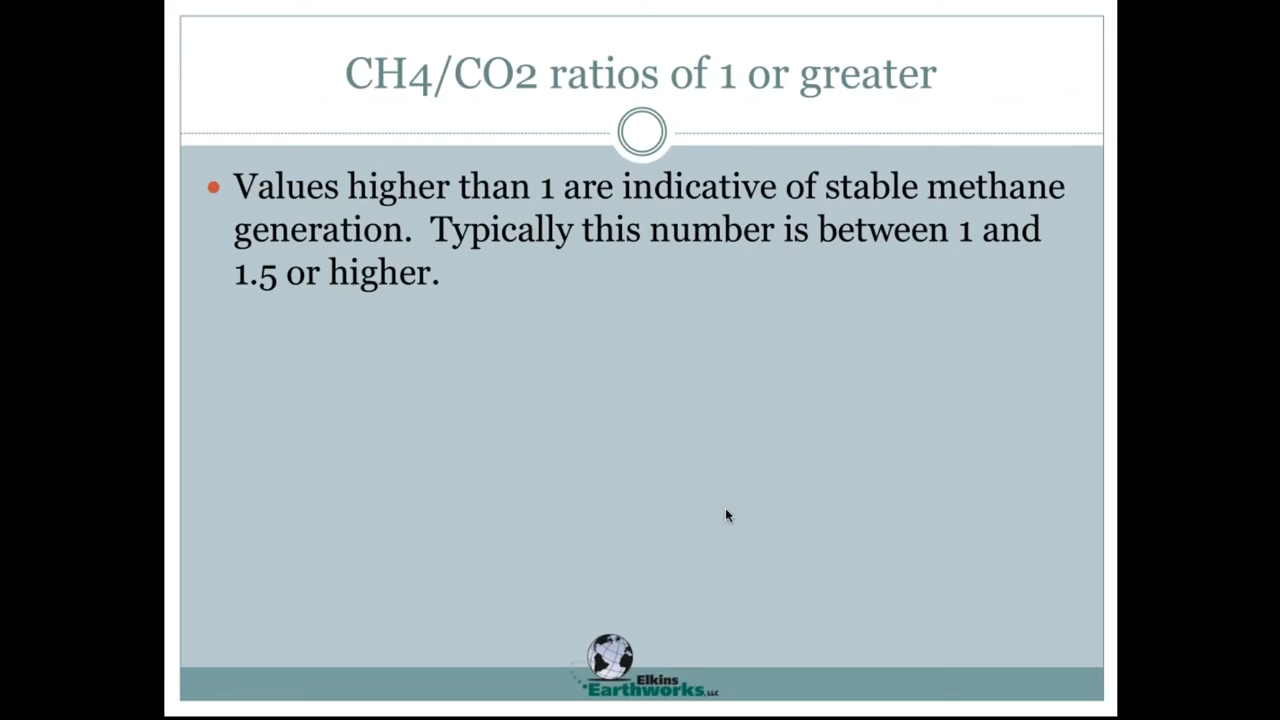 CH4/CO2 ratios of 1 or greater
• Values higher than 1 are indicative of stable methane
generation.  Typically this number is between 1 and
1.5 or higher.
Elkins
Earthworks, LLC